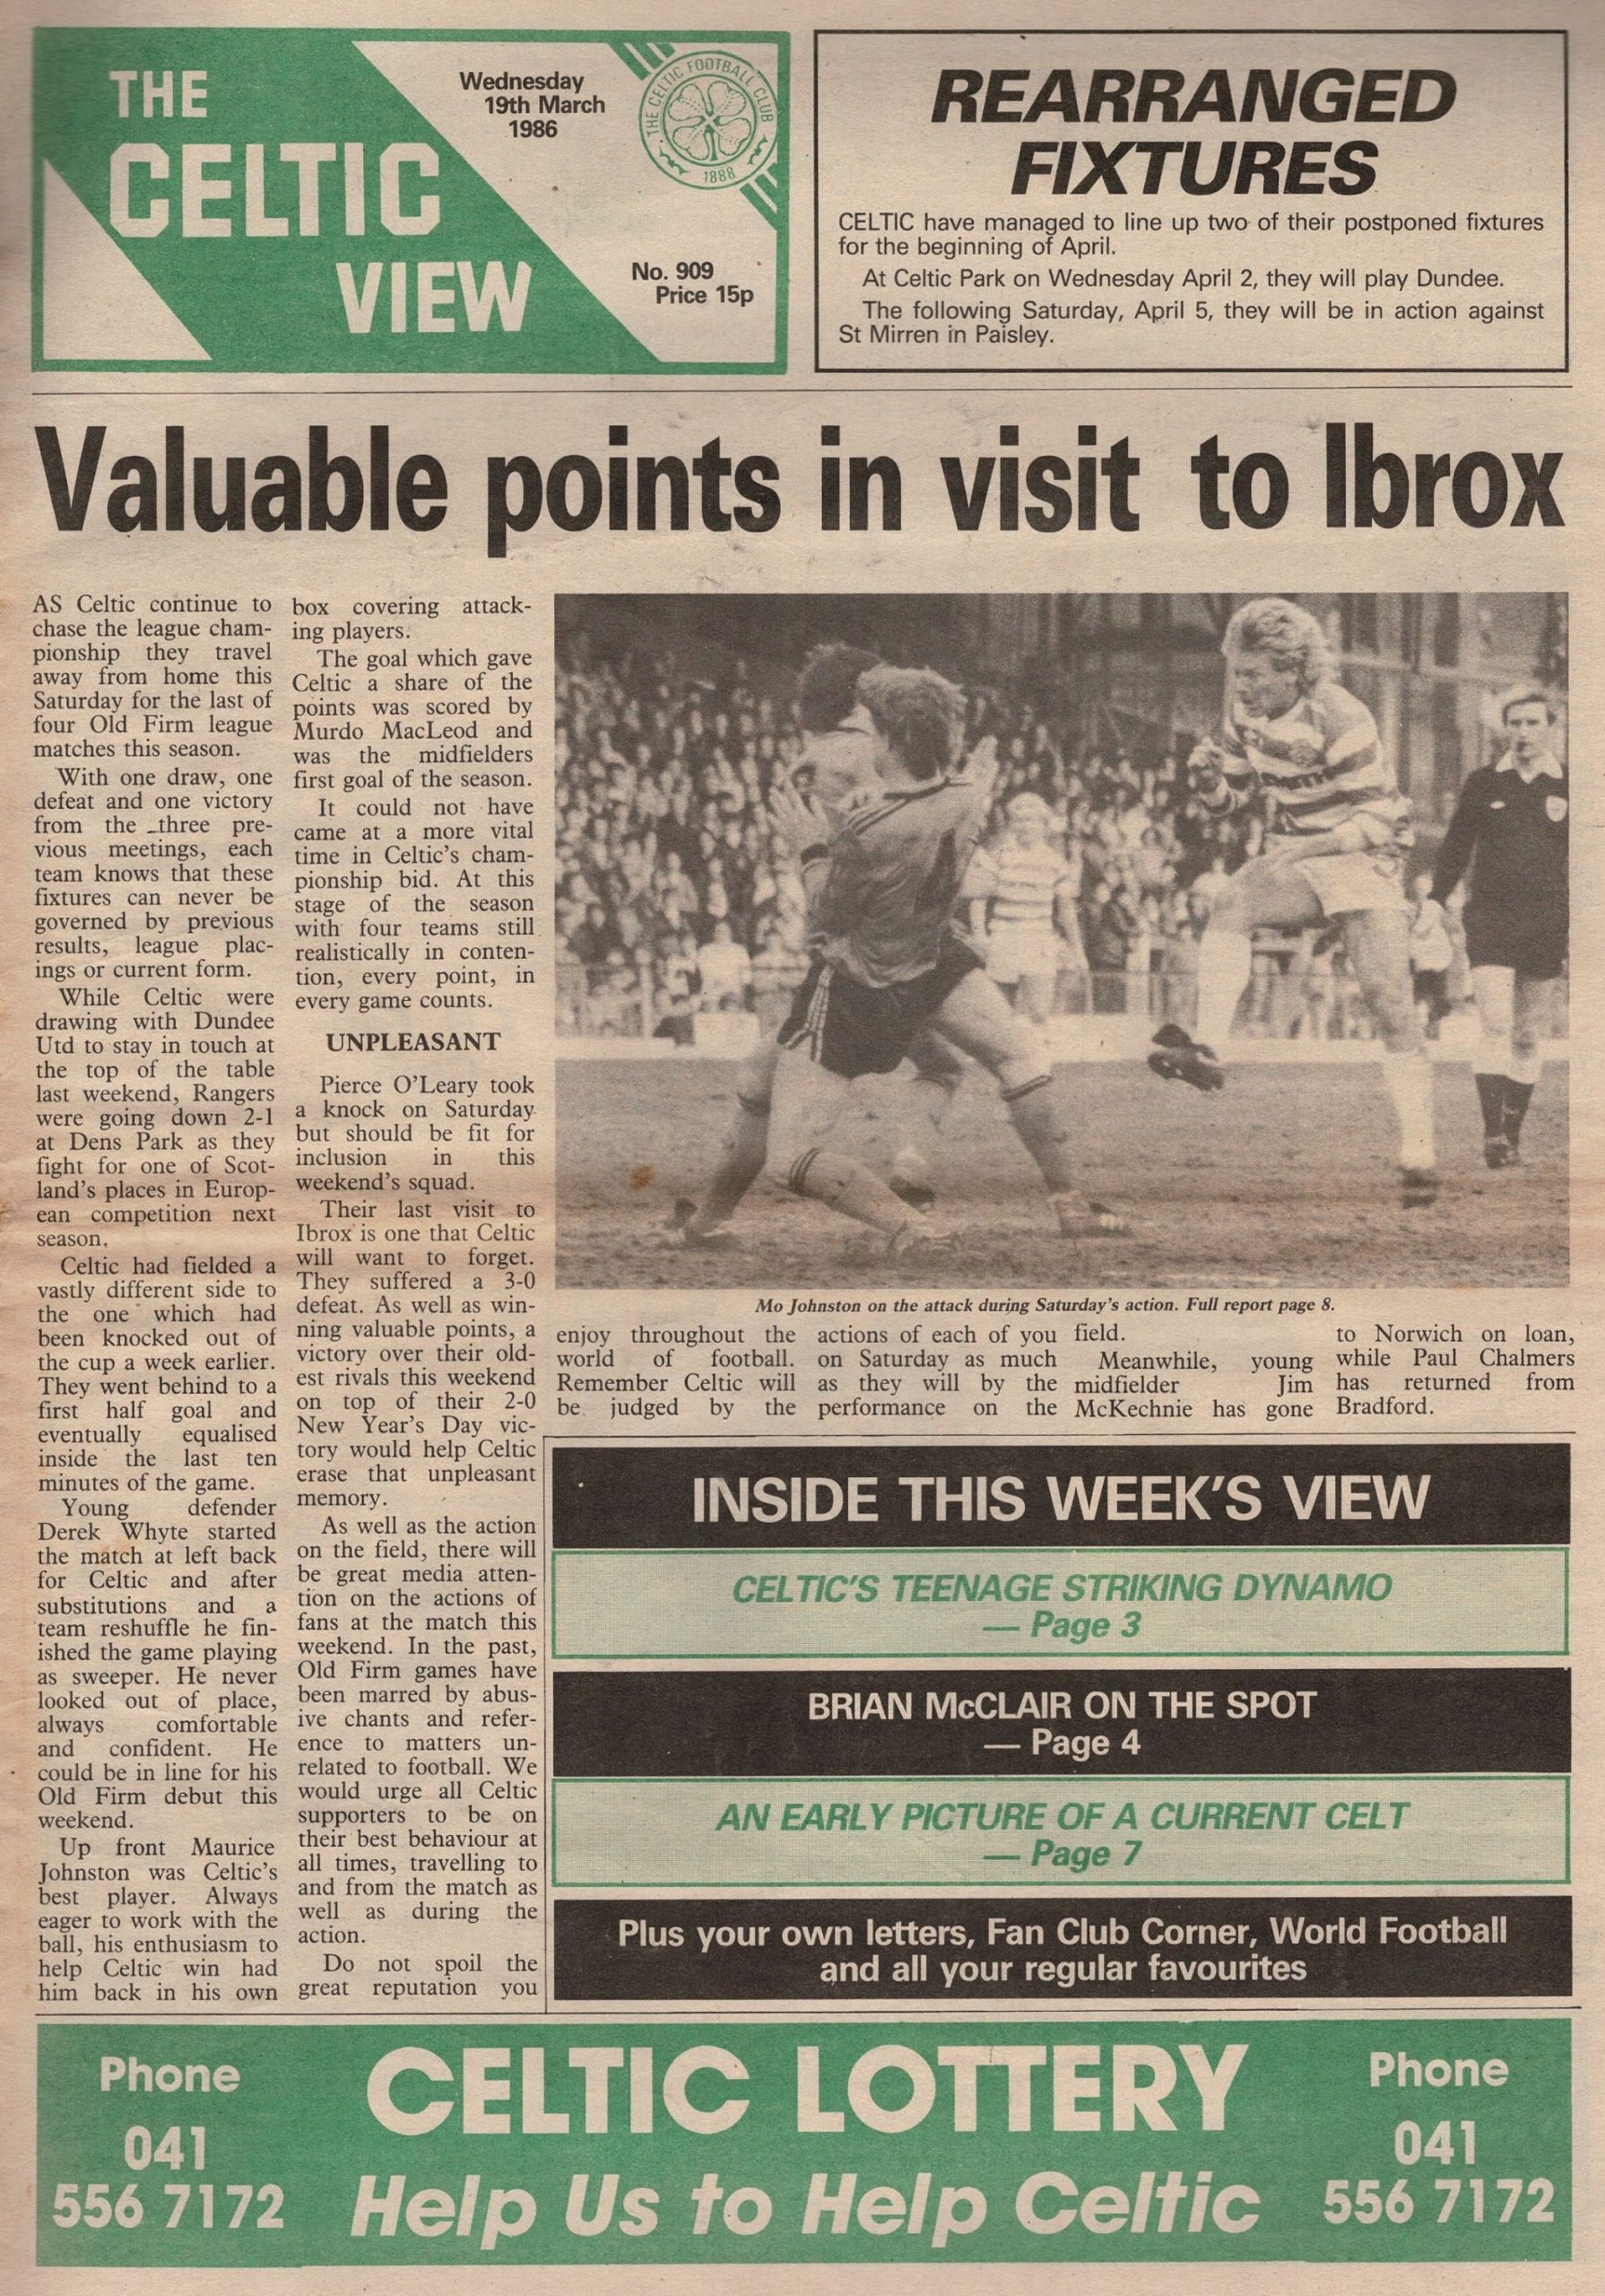 THE
CELTIC
VIEW
Wednesday
19th March
1986
THE CELTIC FOOTBALL CLUB
1888
No. 909
Price 15p
REARRANGED
FIXTURES
CELTIC have managed to line up two of their postponed fixtures
for the beginning of April.
At Celtic Park on Wednesday April 2, they will play Dundee.
The following Saturday, April 5, they will be in action against
St Mirren in Paisley.
Valuable points in visit to Ibrox
AS Celtic continue to
chase the league cham-
pionship they travel
away from home this
Saturday for the last of
four Old Firm league
matches this season.
With one draw, one
defeat and one victory
from the three pre-
vious meetings, each
team knows that these
fixtures can never be
governed by previous
results, league plac-
ings or current form.
While Celtic were
drawing with Dundee
Utd to stay in touch at
the top of the table
last weekend, Rangers
were going down 2-1
at Dens Park as they
fight for one of Scot-
land's places in Europ-
ean competition next
season.
Celtic had fielded a
vastly different side to
the one which had
been knocked out of
the cup a week earlier.
They went behind to a
first half goal and
eventually equalised
inside the last ten
minutes of the game.
Young defender
Derek Whyte started
the match at left back
for Celtic and after
substitutions and a
team reshuffle he fin-
ished the game playing
as sweeper. He never
looked out of place,
always comfortable
and confident. He
could be in line for his
Old Firm debut this
weekend.
Up front Maurice
Johnston was Celtic's
best player. Always
eager to work with the
ball, his enthusiasm to
help Celtic win had
him back in his own
box covering attack-
ing players.
The goal which gave
Celtic a share of the
points was scored by
Murdo MacLeod and
was the midfielders
first goal of the season.
It could not have
came at a more vital
time in Celtic's cham-
pionship bid. At this
stage of the season
with four teams still
realistically in conten-
tion, every point, in
every game counts.
UNPLEASANT
Pierce O'Leary took
a knock on Saturday
but should be fit for
inclusion in this
weekend's squad.
Their last visit to
Ibrox is one that Celtic
will want to forget.
They suffered a 3-0
defeat. As well as win-
ning valuable points, a
victory over their old-
est rivals this weekend
on top of their 2-0
New Year's Day vic-
tory would help Celtic
erase that unpleasant
memory.
As well as the action
on the field, there will
be great media atten-
tion on the actions of
fans at the match this
weekend. In the past,
Old Firm games have
been marred by abus-
ive chants and refer-
ence to matters un-
related to football. We
would urge all Celtic
supporters to be on
their best behaviour at
all times, travelling to
and from the match as
well as during the
action.
Do not spoil the
great reputation you
Mo Johnston on the attack during Saturday's action. Full report page 8.
enjoy throughout the
world of football.
Remember Celtic will
be judged by the
actions of each of you
on Saturday as much
as they will by the
performance on the
field.
Meanwhile, young
midfielder Jim
McKechnie has gone
to Norwich on loan,
while Paul Chalmers
has returned from
Bradford.
INSIDE THIS WEEK'S VIEW
CELTIC'S TEENAGE STRIKING DYNAMO
— Page 3
BRIAN McCLAIR ON THE SPOT
— Page 4
AN EARLY PICTURE OF A CURRENT CELT
— Page 7
Plus your own letters, Fan Club Corner, World Football
and all your regular favourites
Phone
041
556 7172
CELTIC LOTTERY
Help Us to Help Celtic
Phone
041
556 7172